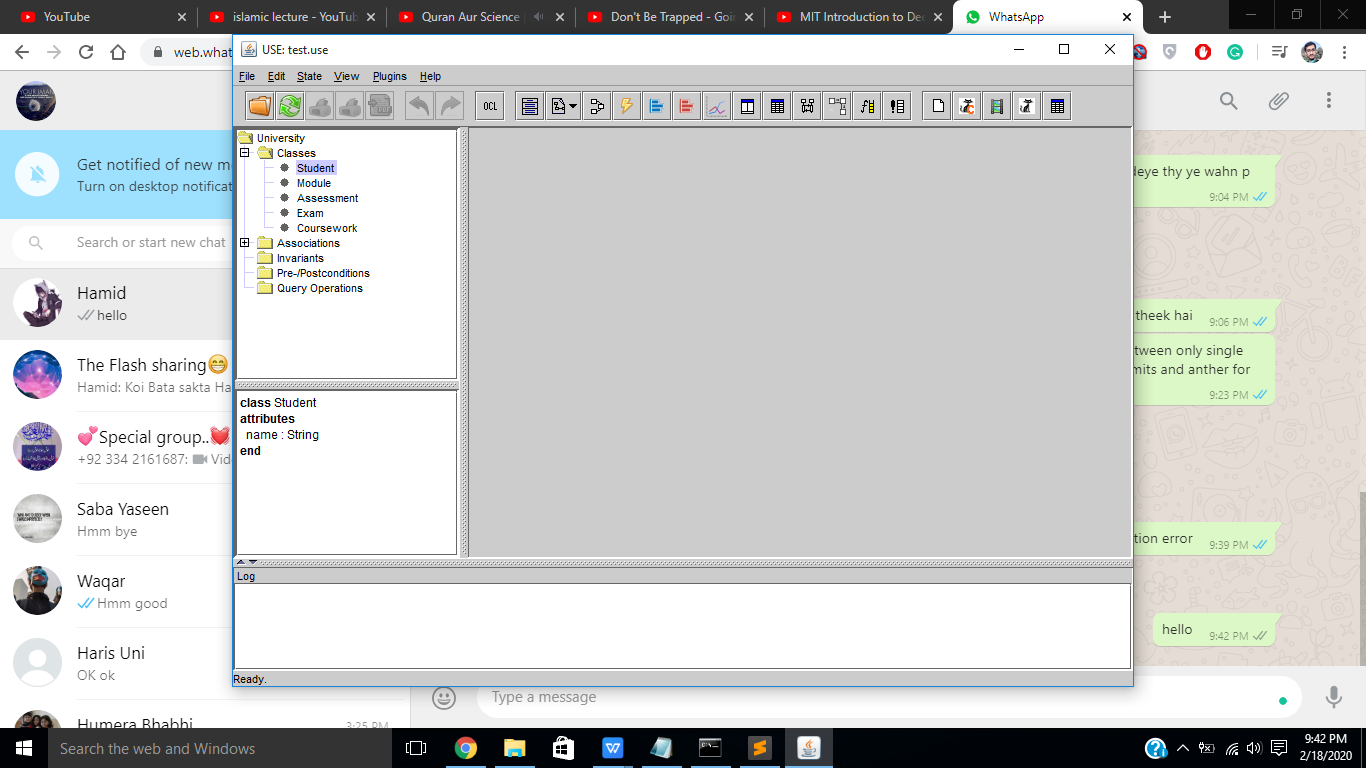 YouTube
islamic lecture - YouTub
Quran Aur Science
Don't Be Trapped - Goin
MIT Introduction to Dee
WhatsApp
web.what
USE: test.use
File Edit State View Plugins Help
OCL
University
Classes
Student
Module
Assessment
Exam
Coursework
Associations
Invariants
Pre-/Postconditions
Query Operations
class Student
attributes
name : String
end
Log
Ready.
Get notified of new m
Turn on desktop notificat
Search or start new chat
Hamid
hello
The Flash sharing😁
Hamid: Koi Bata sakta Ha
💕Special group..💓
+92 334 2161687: Vid
Saba Yaseen
Hmm bye
Waqar
Hmm good
Haris Uni
OK ok
Humera Bhabhi
3:25 PM
deye thy ye wahn p
9:04 PM
theek hai
9:06 PM
tween only single
mits and anther for
9:23 PM
tion error
9:39 PM
hello
9:42 PM
Type a message
Search the web and Windows
9:42 PM
2/18/2020